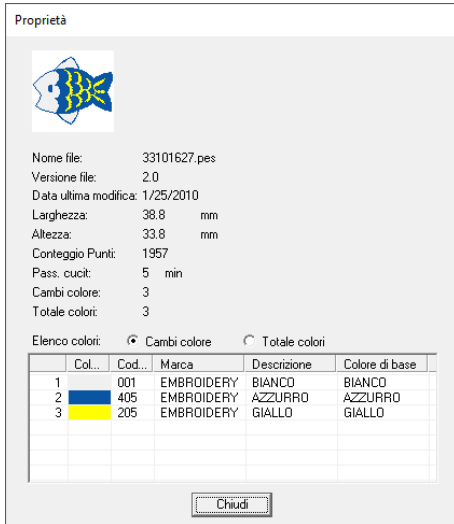 Proprietà
Nome file: 33101627.pes
Versione file: 2.0
Data ultima modifica: 1/25/2010
Larghezza: 38.8 mm
Altezza: 33.8 mm
Conteggio Punti: 1957
Pass. cucit: 5 min
Cambi colore: 3
Totale colori: 3
Elenco colori: Cambi colore Totale colori
Col... Cod... Marca Descrizione Colore di base
1 001 EMBROIDERY BIANCO BIANCO
2 405 EMBROIDERY AZZURRO AZZURRO
3 205 EMBROIDERY GIALLO GIALLO
Chiudi